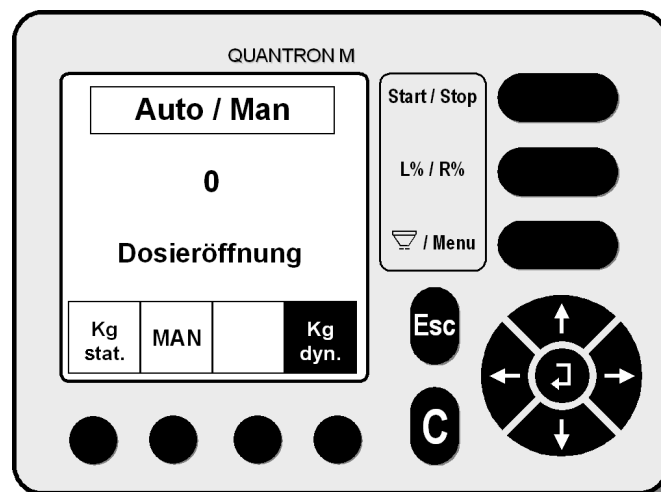 QUANTRON M
Auto / Man
0
Dosieröffnung
Kg stat.
MAN
Kg dyn.
Start / Stop
L% / R%
/ Menu
Esc
C